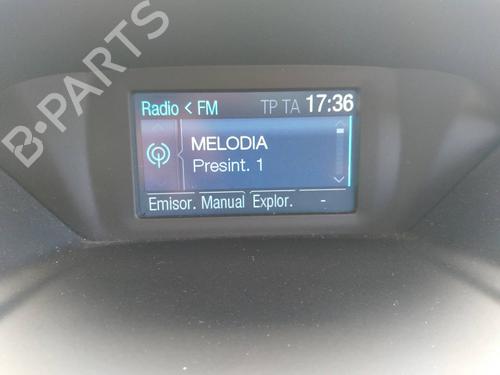 B-PARTS
Radio < FM TP TA 17:36
MELODIA
Presint. 1
Emisor. Manual Explor. -